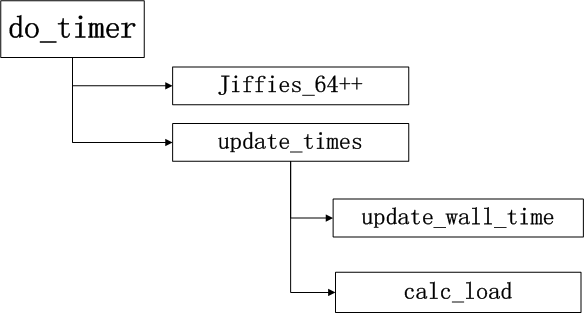 do_timer
Jiffies_64++
update_times
update_wall_time
calc_load